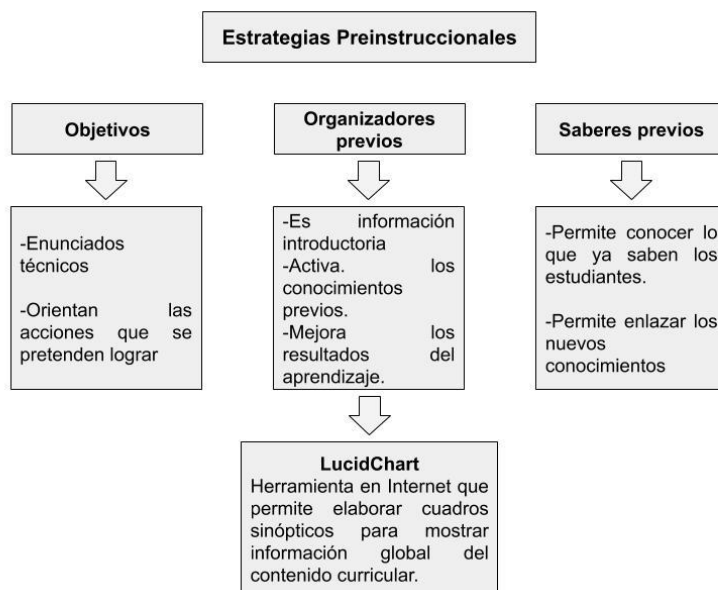 Estrategias Preinstruccionales
Objetivos
-Enunciados
técnicos
-Orientan las
acciones que se
pretenden lograr
Organizadores
previos
-Es información
introductoria
-Activa. los
conocimientos
previos.
-Mejora los
resultados del
aprendizaje.
LucidChart
Herramienta en Internet que
permite elaborar cuadros
sinópticos para mostrar
información global del
contenido curricular.
Saberes previos
-Permite conocer lo
que ya saben los
estudiantes.
-Permite enlazar los
nuevos
conocimientos